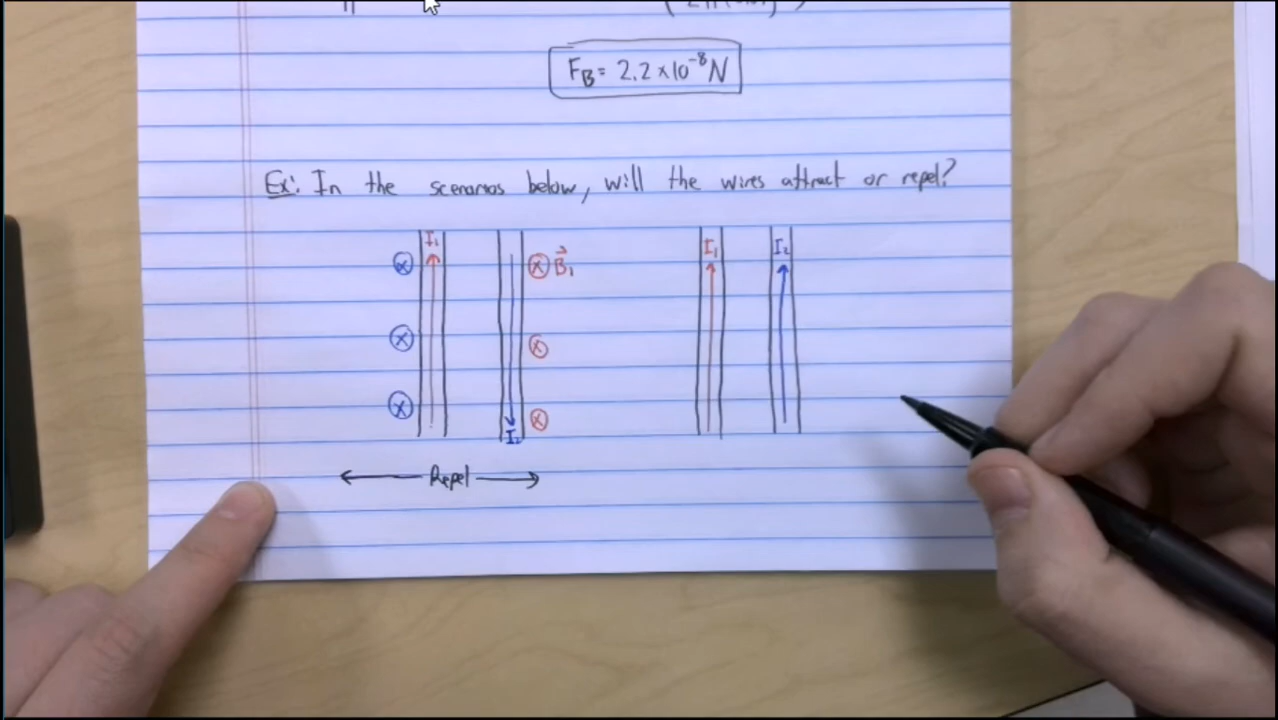 F_B = 2.2 x 10^-8 N
Ex: In the scenarios below, will the wires attract or repel?
I₁ I₁ I₂
X X B⃗₁
X X
X X
I₂
Repel